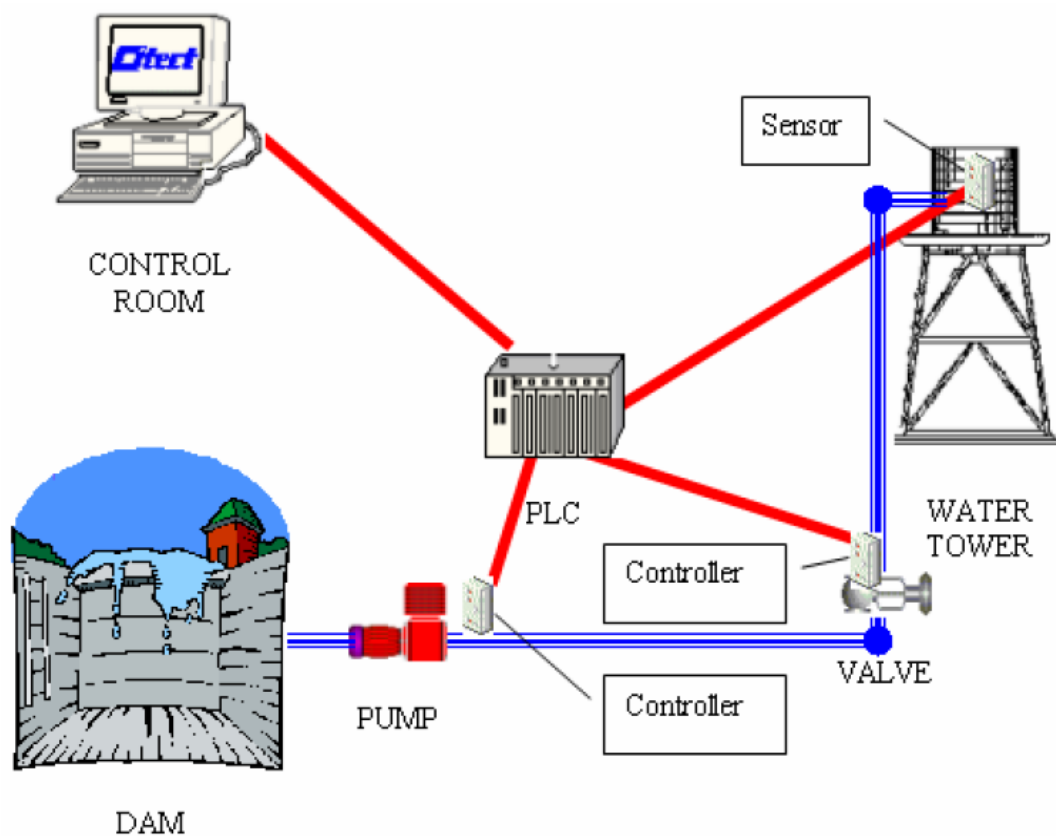 Citect
Sensor
CONTROL
ROOM
PLC
WATER
TOWER
Controller
VALVE
PUMP
Controller
DAM